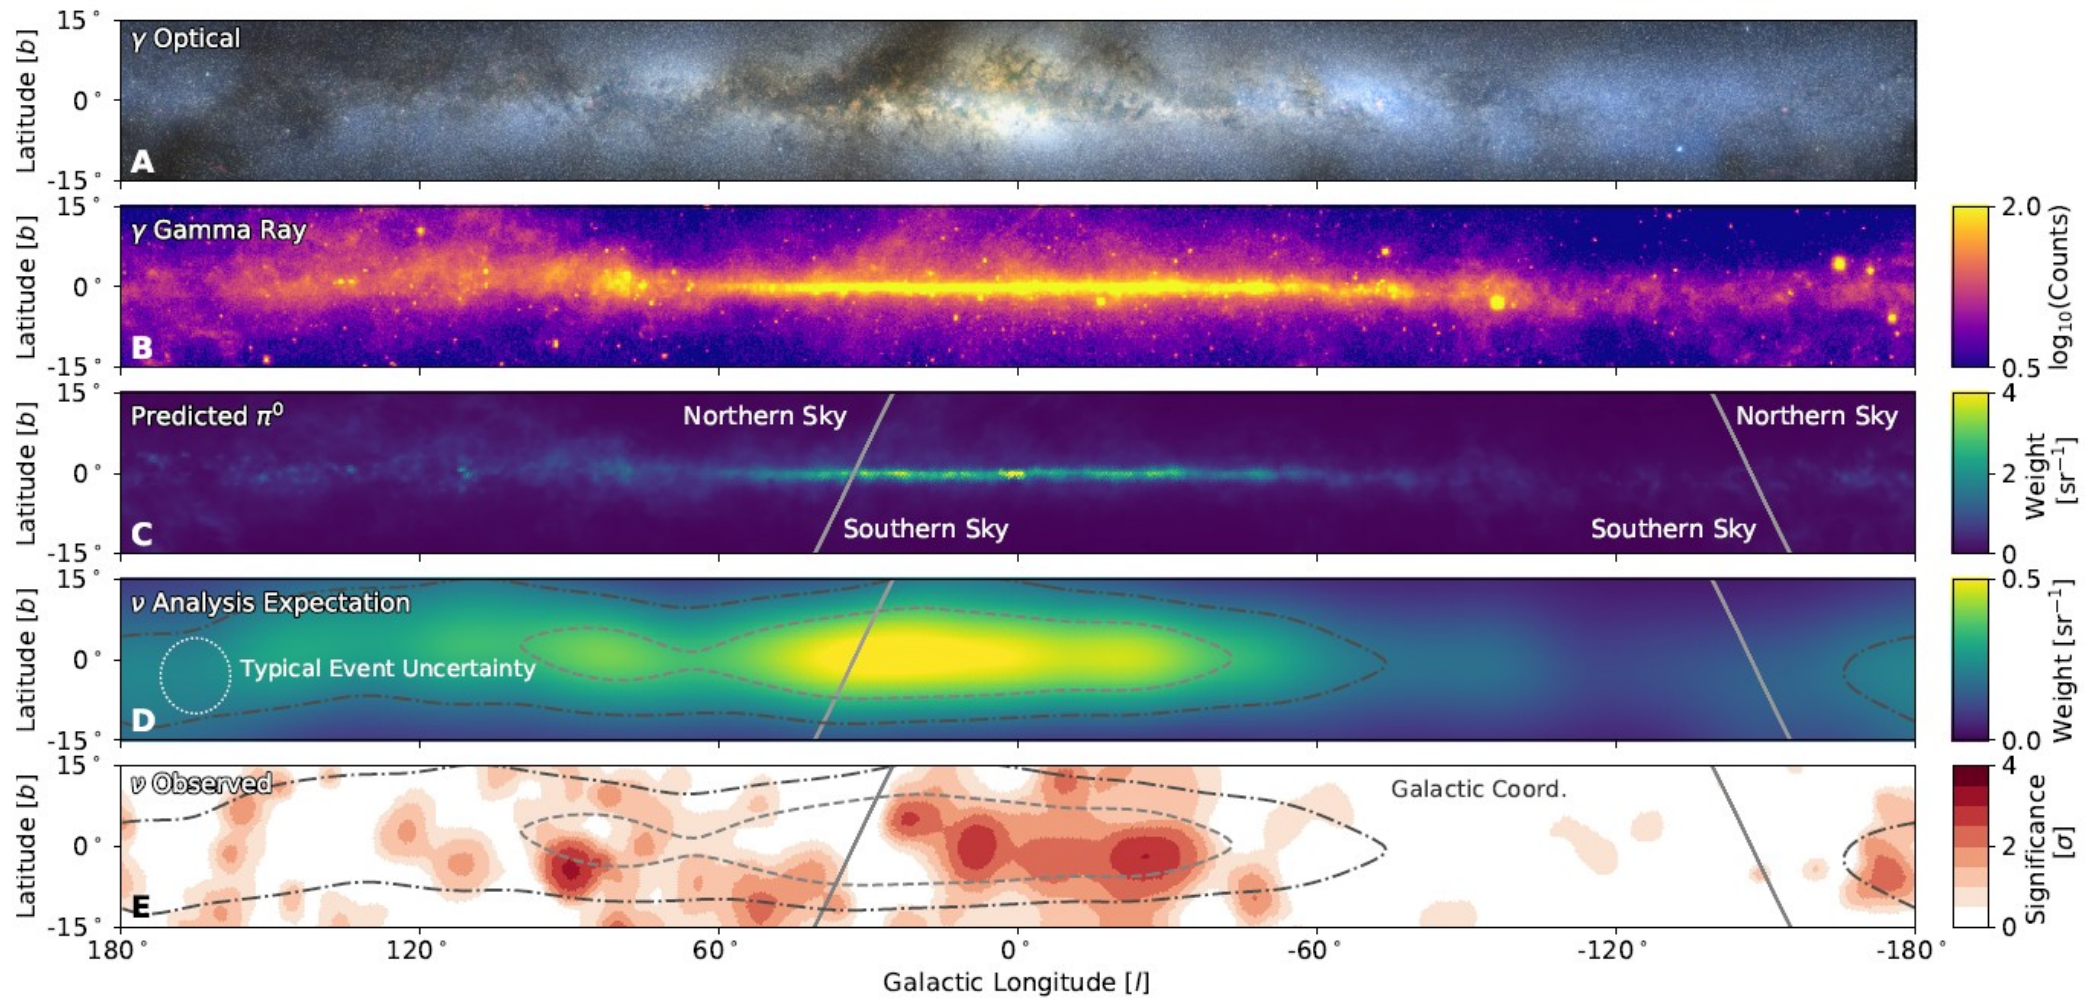 15°
γ Optical
Latitude [b]
0°
A
-15°
15°
γ Gamma Ray
Latitude [b]
0°
B
-15°
2.0
log₁₀(Counts)
0.5
15°
Predicted π⁰
Northern Sky
Northern Sky
Latitude [b]
0°
Southern Sky
Southern Sky
C
-15°
4
2
0
Weight
[sr⁻¹]
15°
ν Analysis Expectation
Latitude [b]
0°
Typical Event Uncertainty
D
-15°
0.5
Weight [sr⁻¹]
0.0
15°
ν Observed
Galactic Coord.
Latitude [b]
0°
E
-15°
4
2
0
Significance
[σ]
180° 120° 60° 0° -60° -120° -180°
Galactic Longitude [l]